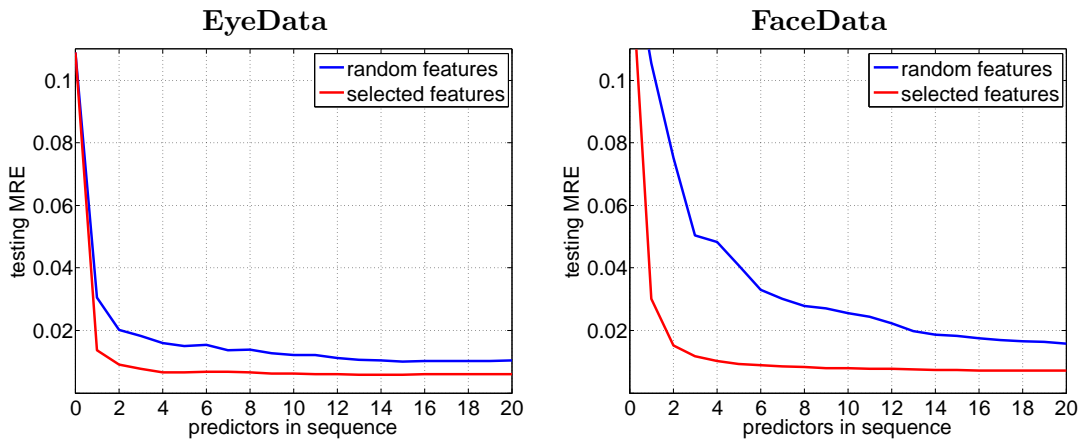 EyeData
testing MRE
0.1
0.08
0.06
0.04
0.02
0 2 4 6 8 10 12 14 16 18 20
predictors in sequence
random features
selected features
FaceData
testing MRE
0.1
0.08
0.06
0.04
0.02
0 2 4 6 8 10 12 14 16 18 20
predictors in sequence
random features
selected features